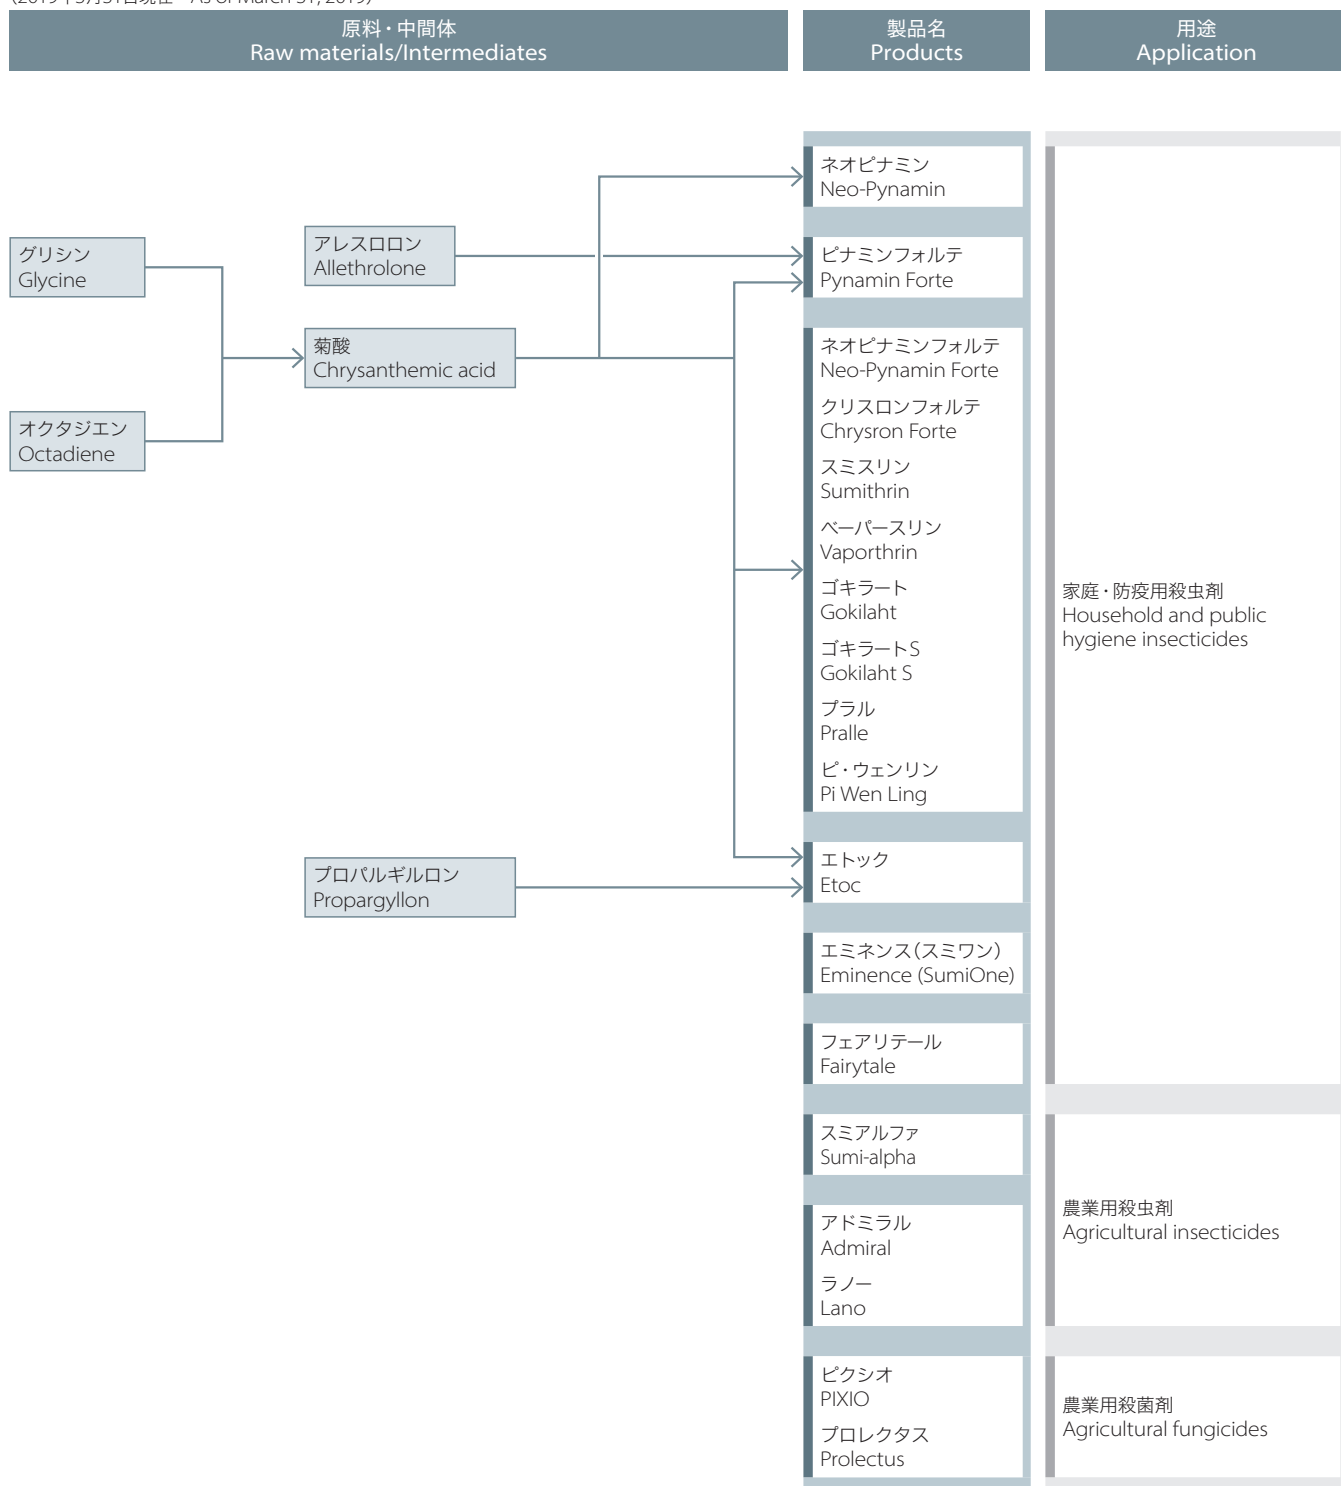 原料・中間体
Raw materials/Intermediates
製品名
Products
用途
Application
グリシン
Glycine
オクタジエン
Octadiene
アレスロロン
Allethrolone
菊酸
Chrysanthemic acid
プロパルギルロン
Propargyllon
ネオピナミン
Neo-Pynamin
ピナミンフォルテ
Pynamin Forte
ネオピナミンフォルテ
Neo-Pynamin Forte
クリスロンフォルテ
Chrysron Forte
スミスリン
Sumithrin
ベーパースリン
Vaporthrin
ゴキラート
Gokilaht
ゴキラートS
Gokilaht S
プラル
Pralle
ピ・ウェンリン
Pi Wen Ling
エトック
Etoc
エミネンス(スミワン)
Eminence (SumiOne)
フェアリテール
Fairytale
スミアルファ
Sumi-alpha
アドミラル
Admiral
ラノー
Lano
ピクシオ
PIXIO
プロレクタス
Prolectus
家庭・防疫用殺虫剤
Household and public
hygiene insecticides
農業用殺虫剤
Agricultural insecticides
農業用殺菌剤
Agricultural fungicides